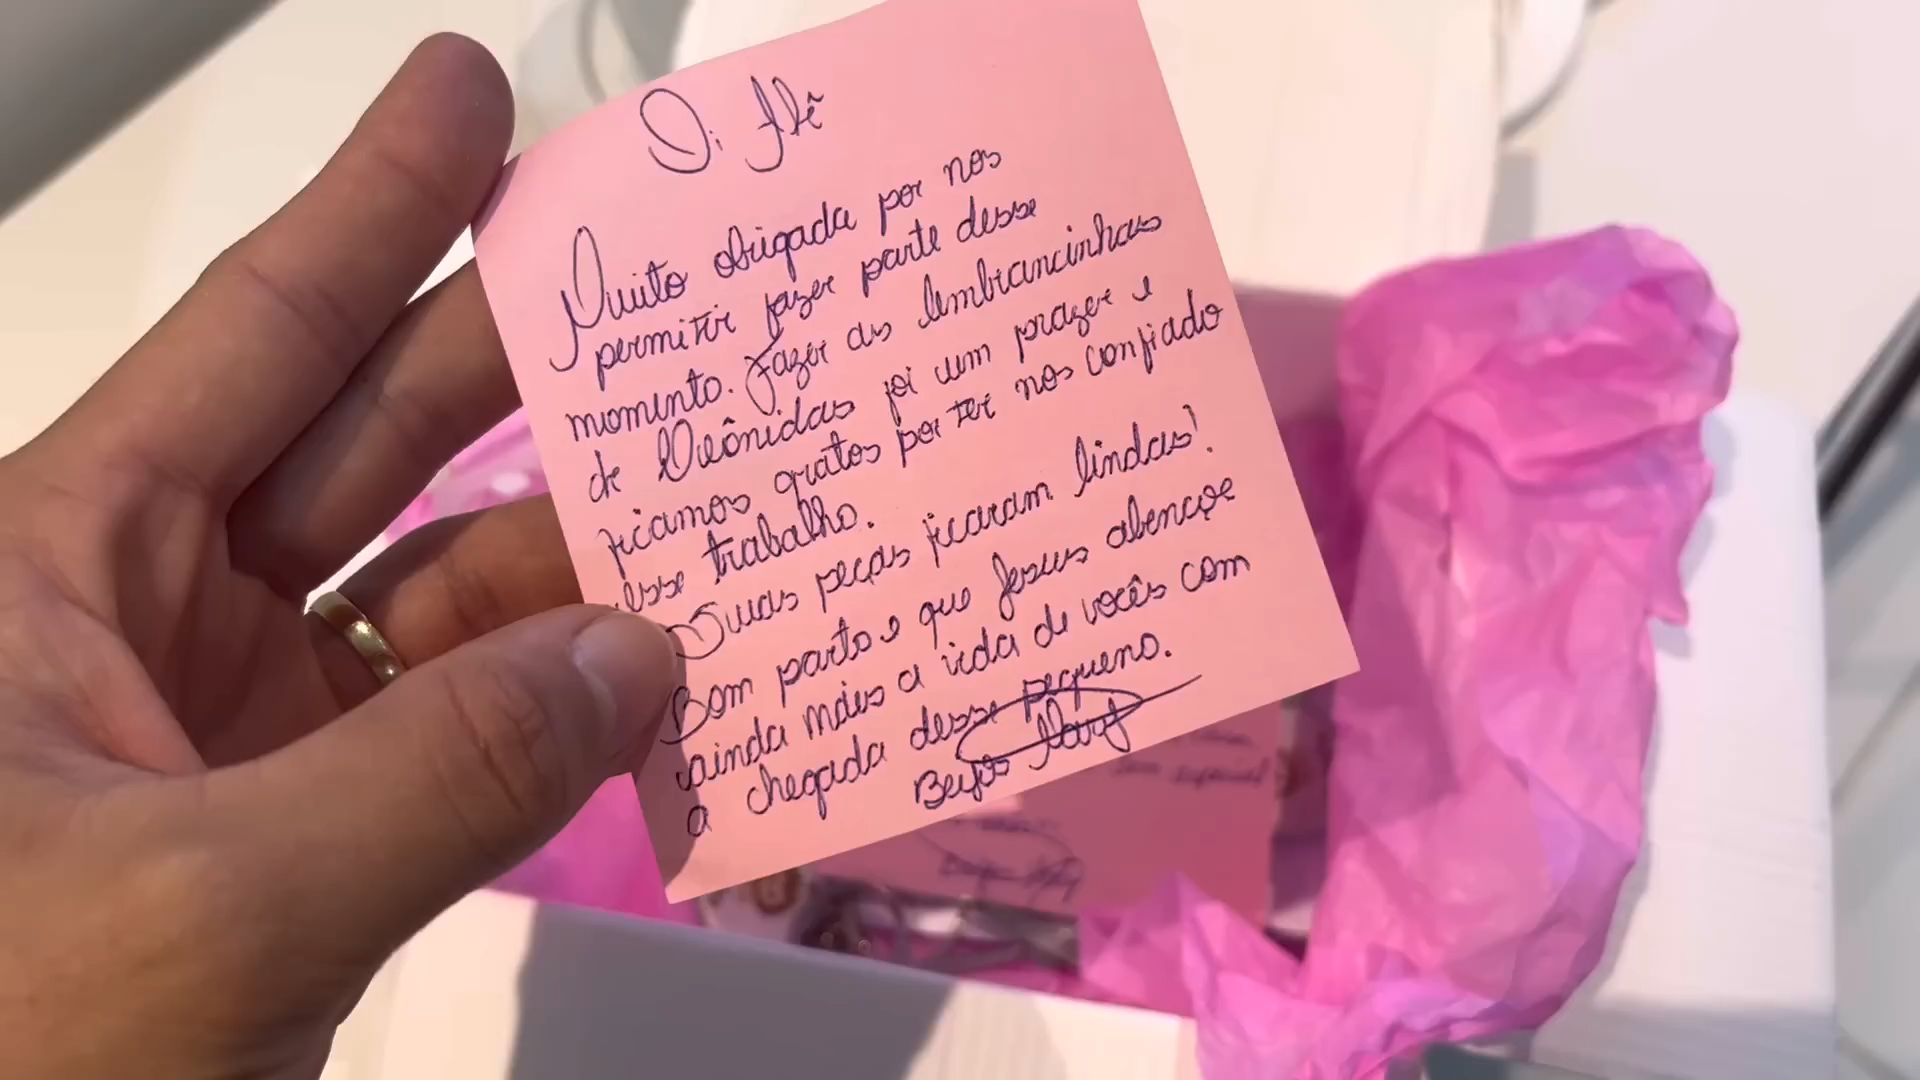 Oi Flê
Muito obrigada por nos
permitir fazer parte desse
momento. Fazer as lembrancinhas
de Leônidas foi um prazer e
ficamos gratos por ter nos confiado
esse trabalho.
Suas peças ficaram lindas!
Bom parto e que Jesus abençoe
ainda mais a vida de vocês com
a chegada desse pequeno.
Beijos Mary